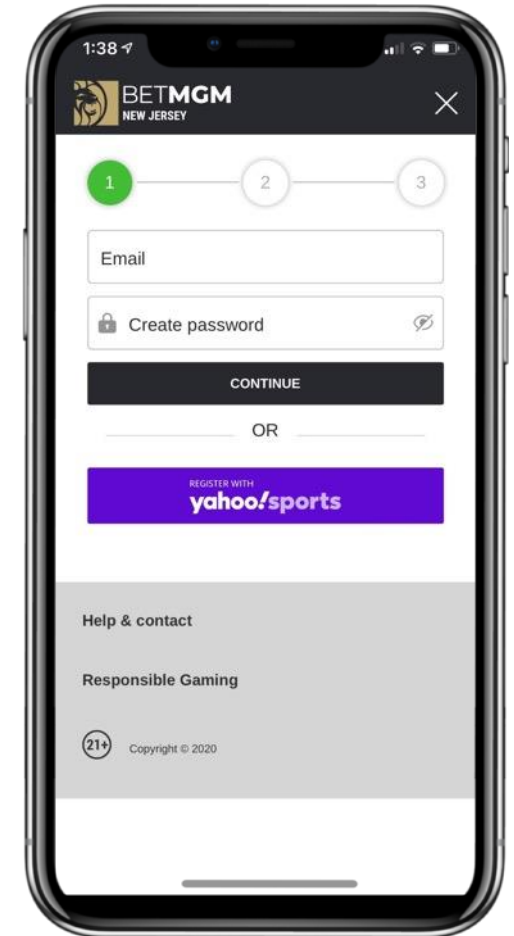 1:38
BETMGM
NEW JERSEY
1
2
3
Email
Create password
CONTINUE
OR
REGISTER WITH
yahoo!sports
Help & contact
Responsible Gaming
21+
Copyright © 2020